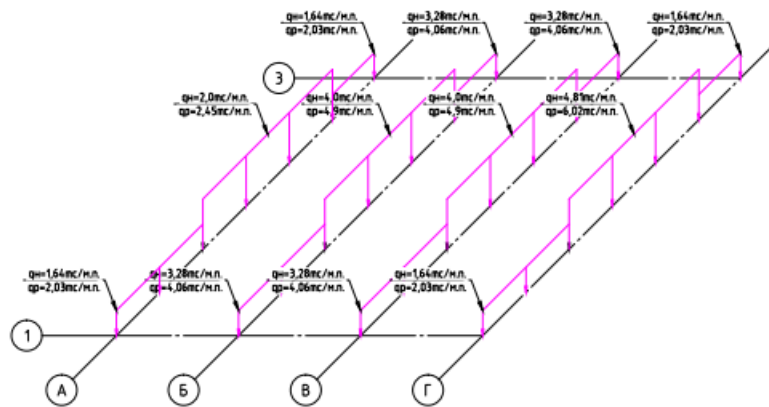 qн=1,64тс/м.п.
qр=2,03тс/м.п.
qн=3,28тс/м.п.
qр=4,06тс/м.п.
qн=3,28тс/м.п.
qр=4,06тс/м.п.
qн=1,64тс/м.п.
qр=2,03тс/м.п.
3
qн=2,0тс/м.п.
qр=2,45тс/м.п.
qн=4,0тс/м.п.
qр=4,9тс/м.п.
qн=4,0тс/м.п.
qр=4,9тс/м.п.
qн=4,81тс/м.п.
qр=6,02тс/м.п.
qн=1,64тс/м.п.
qр=2,03тс/м.п.
qн=3,28тс/м.п.
qр=4,06тс/м.п.
qн=3,28тс/м.п.
qр=4,06тс/м.п.
qн=1,64тс/м.п.
qр=2,03тс/м.п.
1
А
Б
В
Г